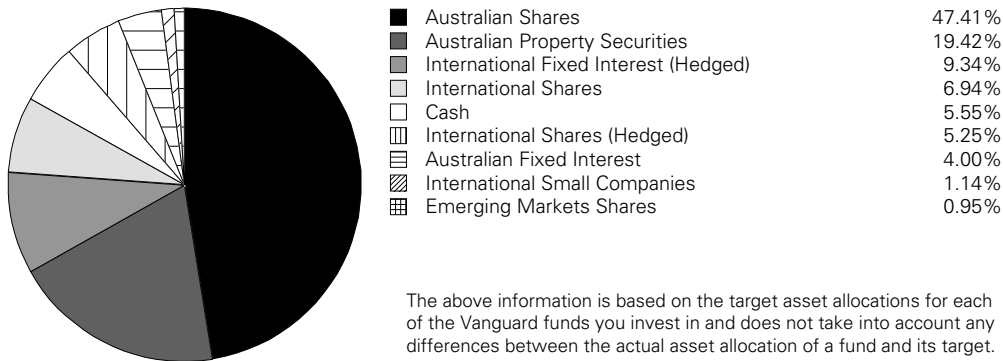 Australian Shares 47.41%
Australian Property Securities 19.42%
International Fixed Interest (Hedged) 9.34%
International Shares 6.94%
Cash 5.55%
International Shares (Hedged) 5.25%
Australian Fixed Interest 4.00%
International Small Companies 1.14%
Emerging Markets Shares 0.95%
The above information is based on the target asset allocations for each
of the Vanguard funds you invest in and does not take into account any
differences between the actual asset allocation of a fund and its target.